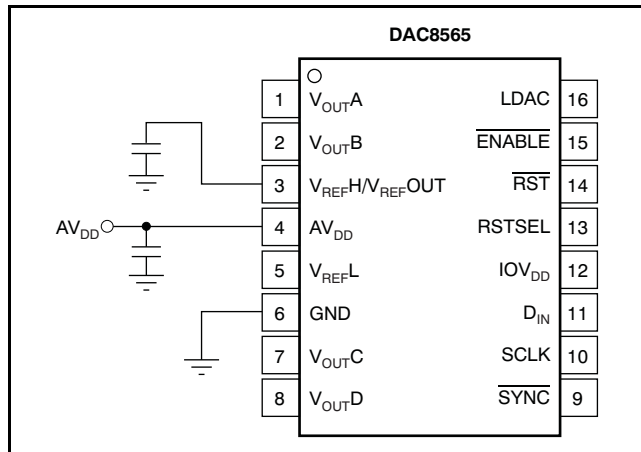 DAC8565
1 VOUTA LDAC 16
2 VOUTB ENABLE 15
3 VREFH/VREFOUT RST 14
AVDD 4 AVDD RSTSEL 13
5 VREFL IOVDD 12
6 GND DIN 11
7 VOUTC SCLK 10
8 VOUTD SYNC 9